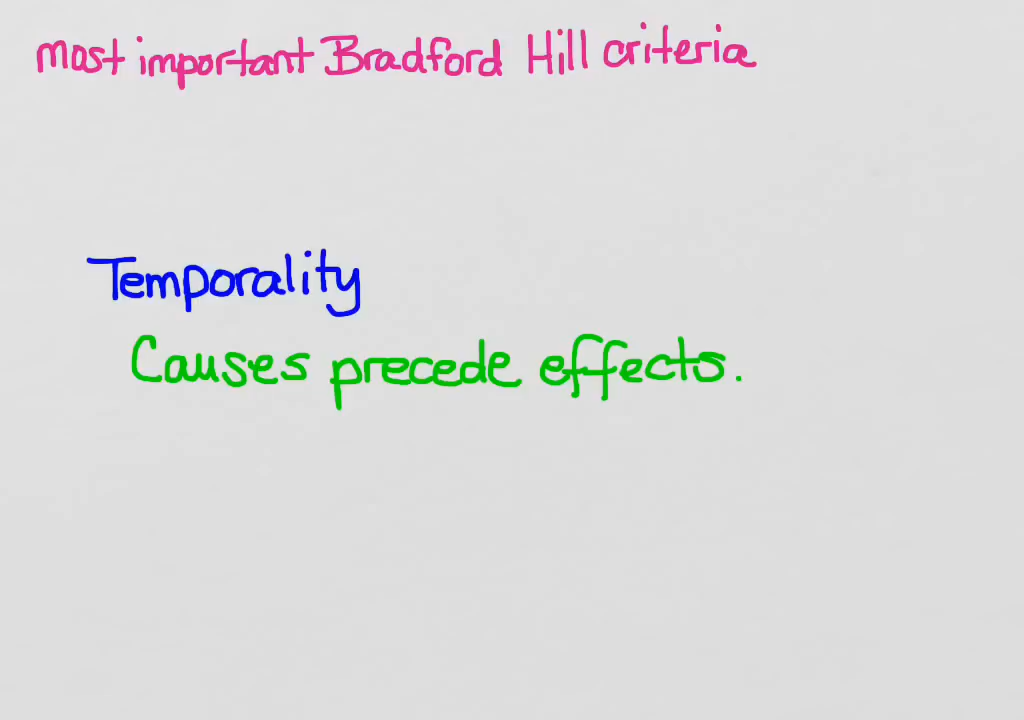 most important Bradford Hill criteria
Temporality
Causes precede effects.